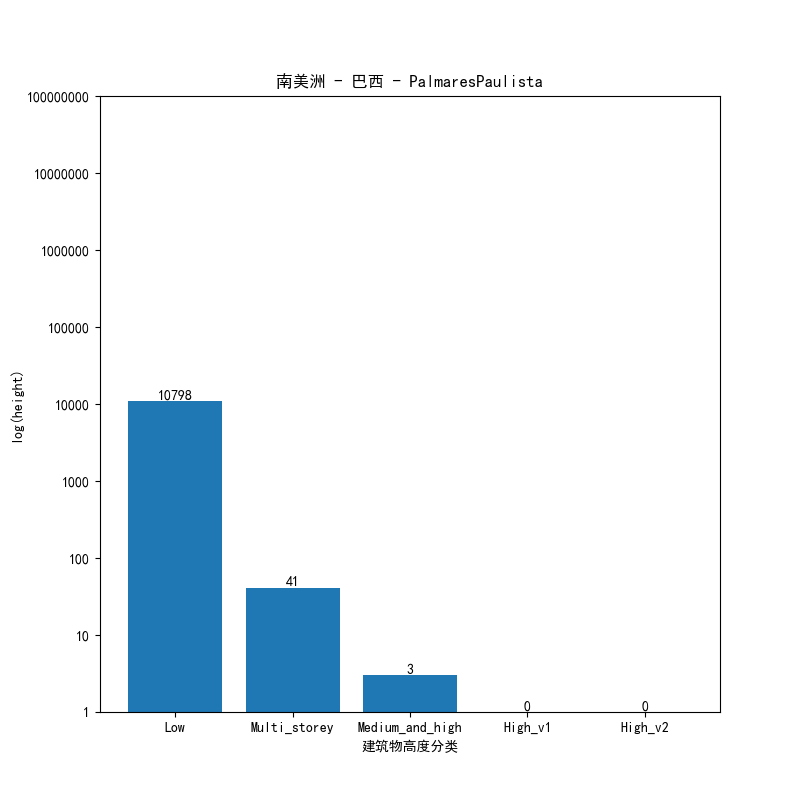 南美洲 - 巴西 - PalmaresPaulista
100000000
10000000
1000000
100000
10000
1000
100
10
1
log(height)
10798
41
3
0
0
Low
Multi_storey
Medium_and_high
High_v1
High_v2
建筑物高度分类